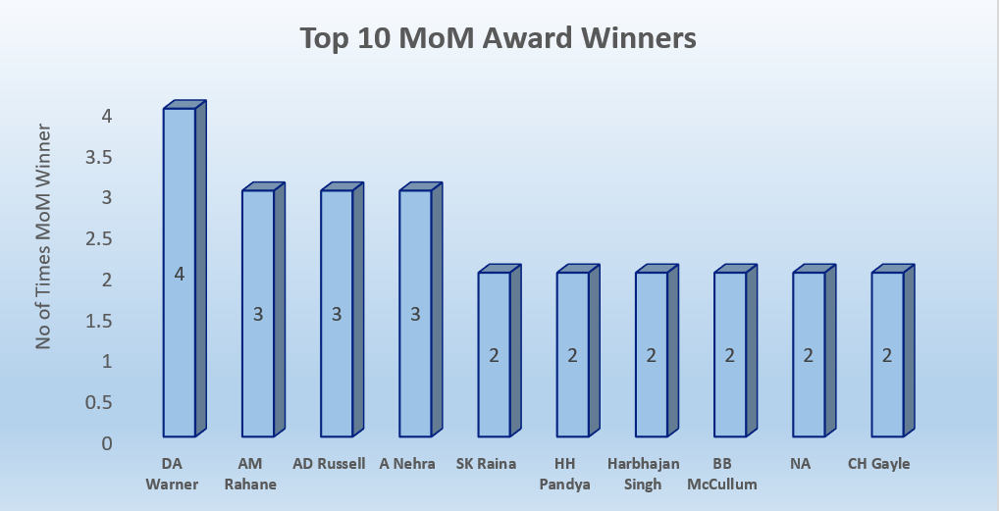 Top 10 MoM Award Winners
No of Times MoM Winner
4
3.5
3
2.5
2
1.5
1
0.5
0
4
3
3
3
2
2
2
2
2
2
DA
Warner
AM
Rahane
AD Russell
A Nehra
SK Raina
HH
Pandya
Harbhajan
Singh
BB
McCullum
NA
CH Gayle